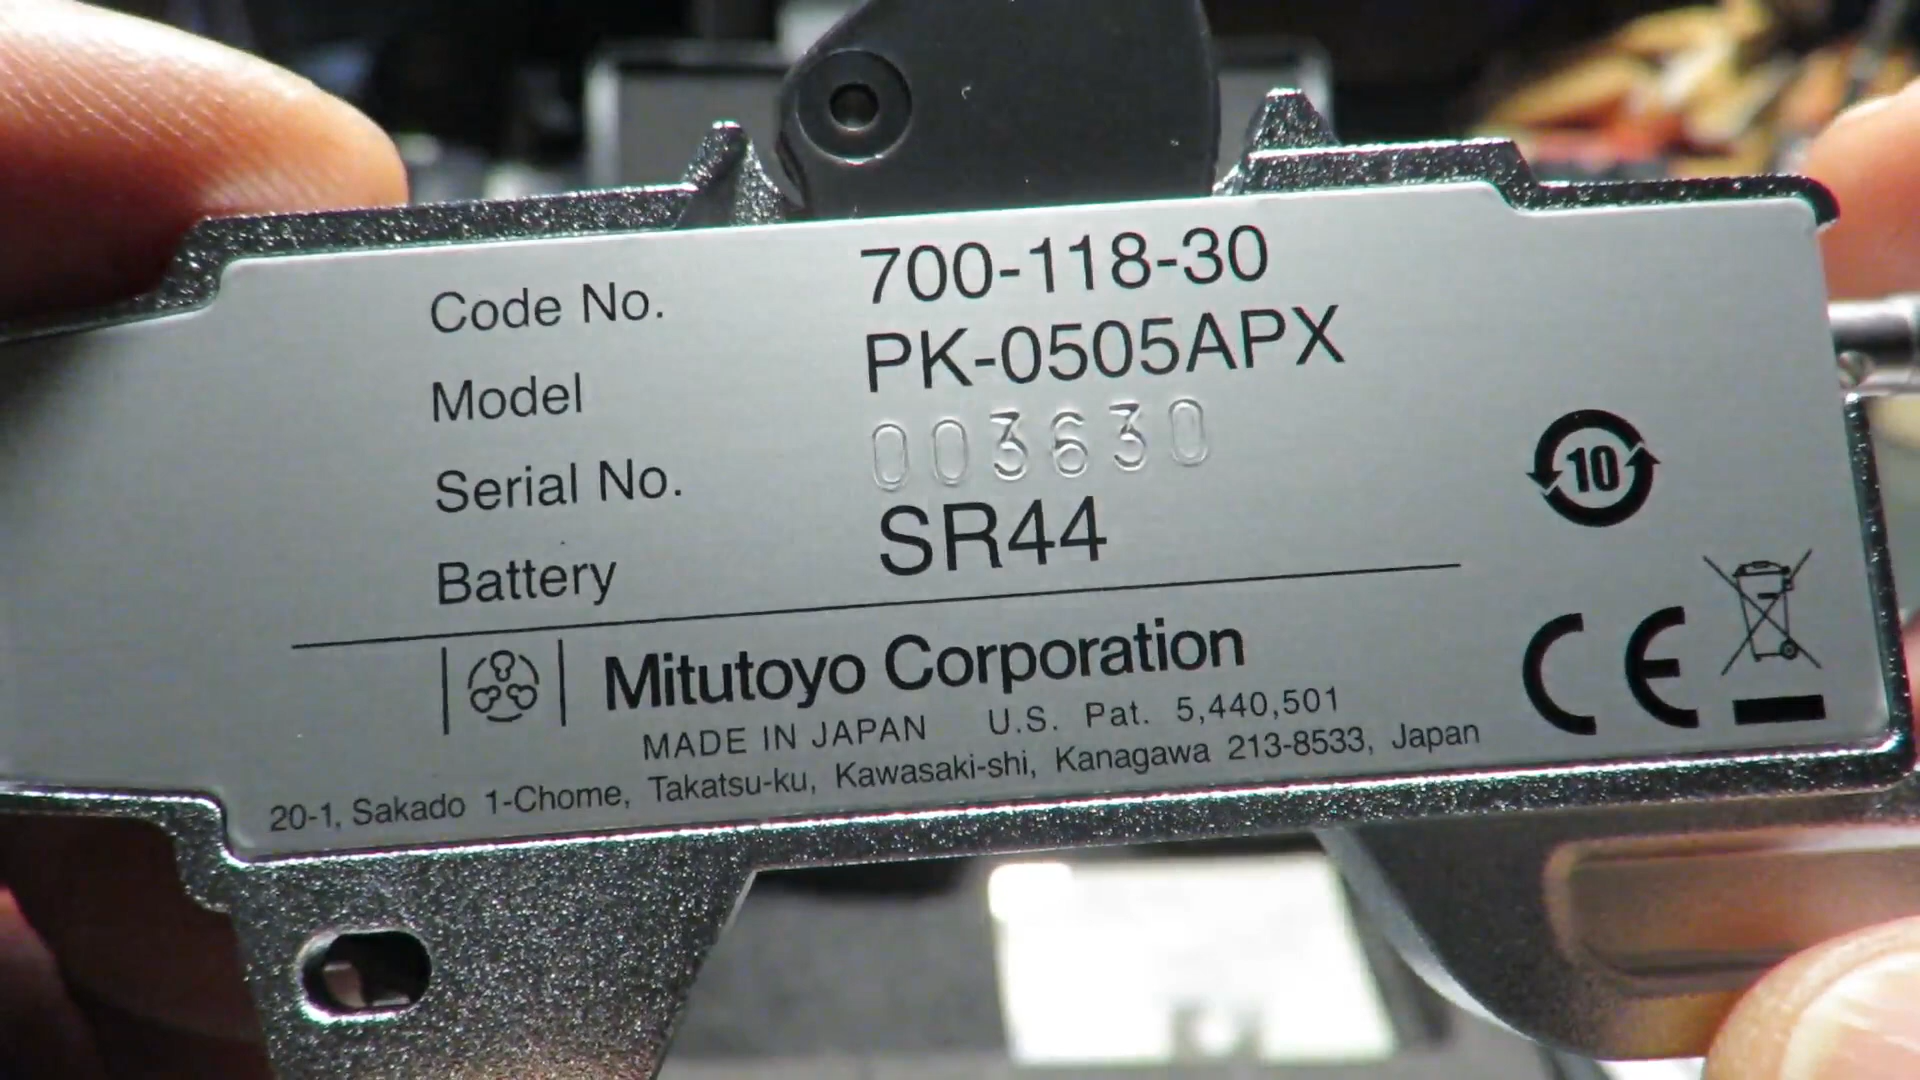 Code No. 700-118-30
Model PK-0505APX
Serial No. 003630
Battery SR44
Mitutoyo Corporation
MADE IN JAPAN U.S. Pat. 5,440,501
20-1, Sakado 1-Chome, Takatsu-ku, Kawasaki-shi, Kanagawa 213-8533, Japan
10
CE